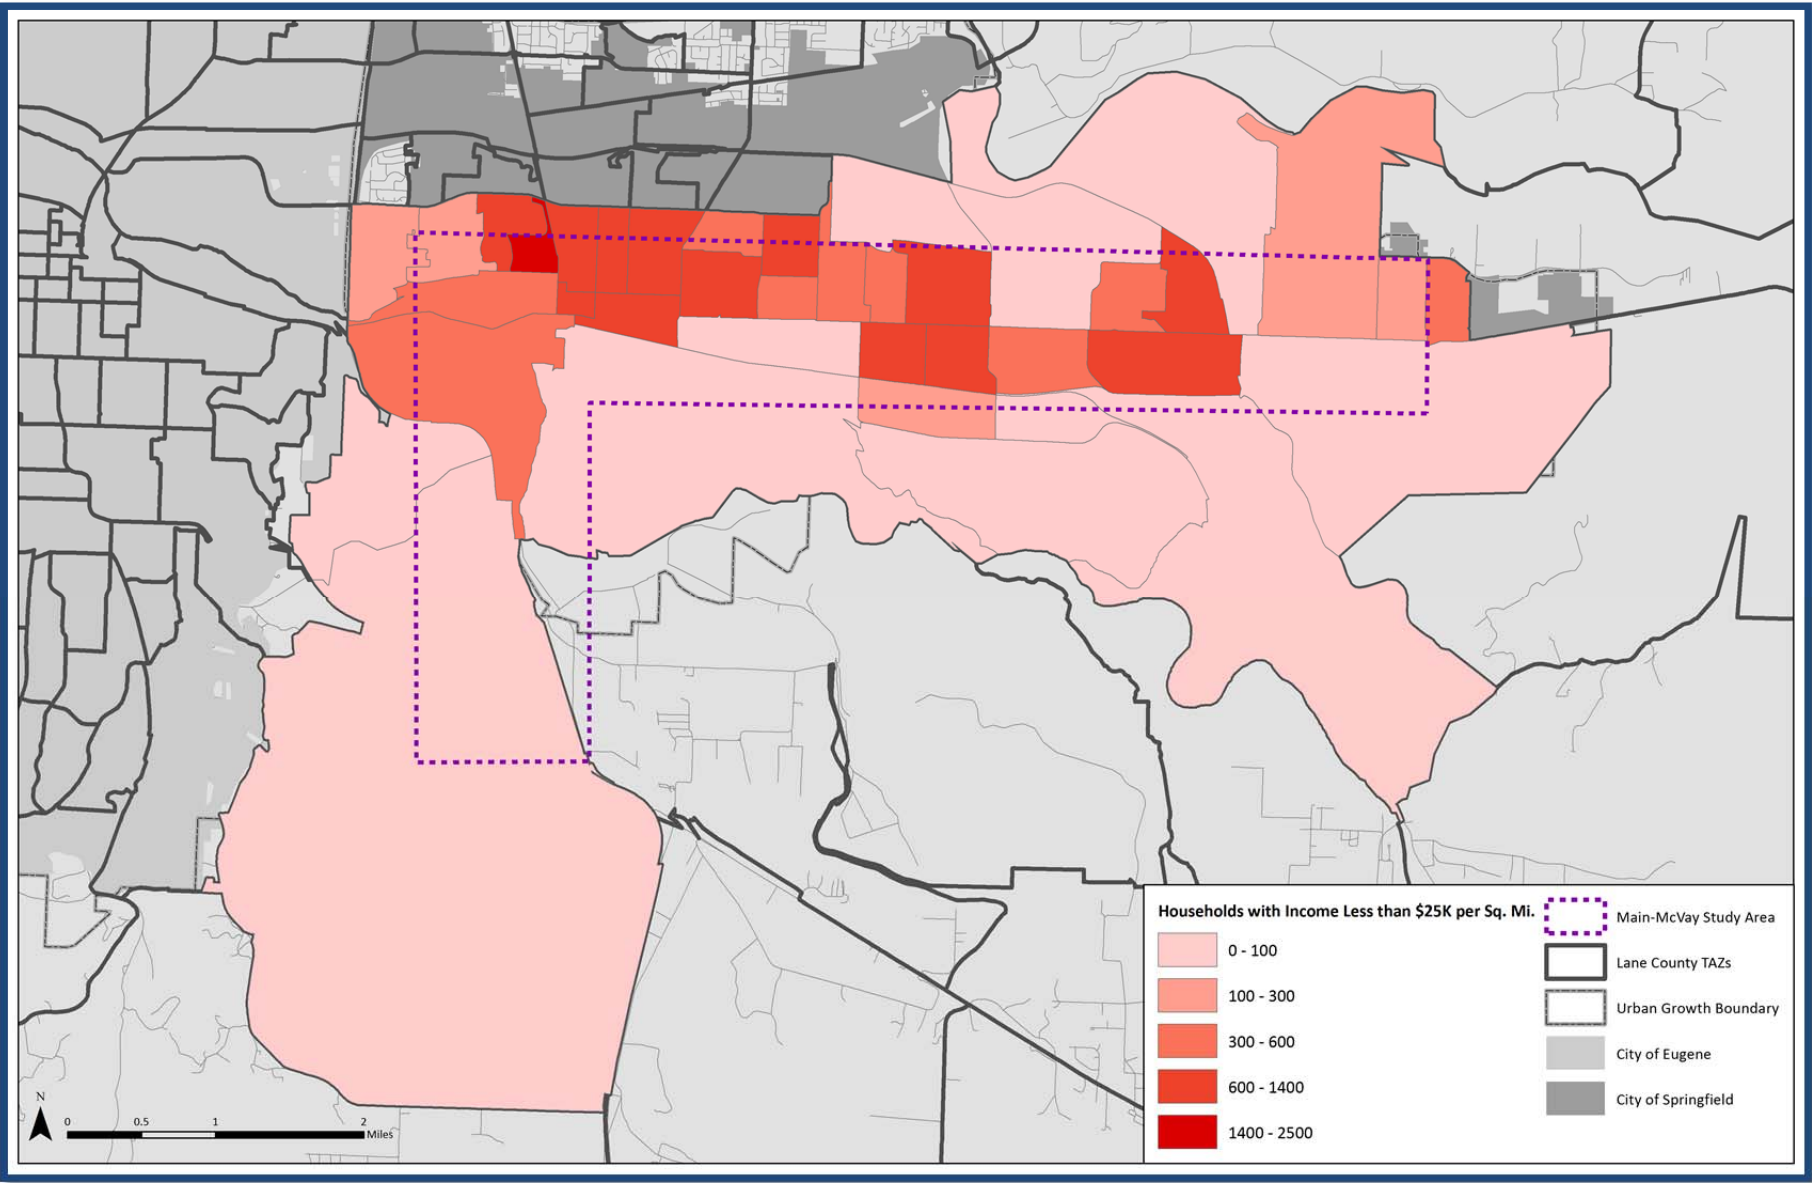 Households with Income Less than $25K per Sq. Mi.
0 - 100
100 - 300
300 - 600
600 - 1400
1400 - 2500
Main-McVay Study Area
Lane County TAZs
Urban Growth Boundary
City of Eugene
City of Springfield
N
0 0.5 1 2
Miles